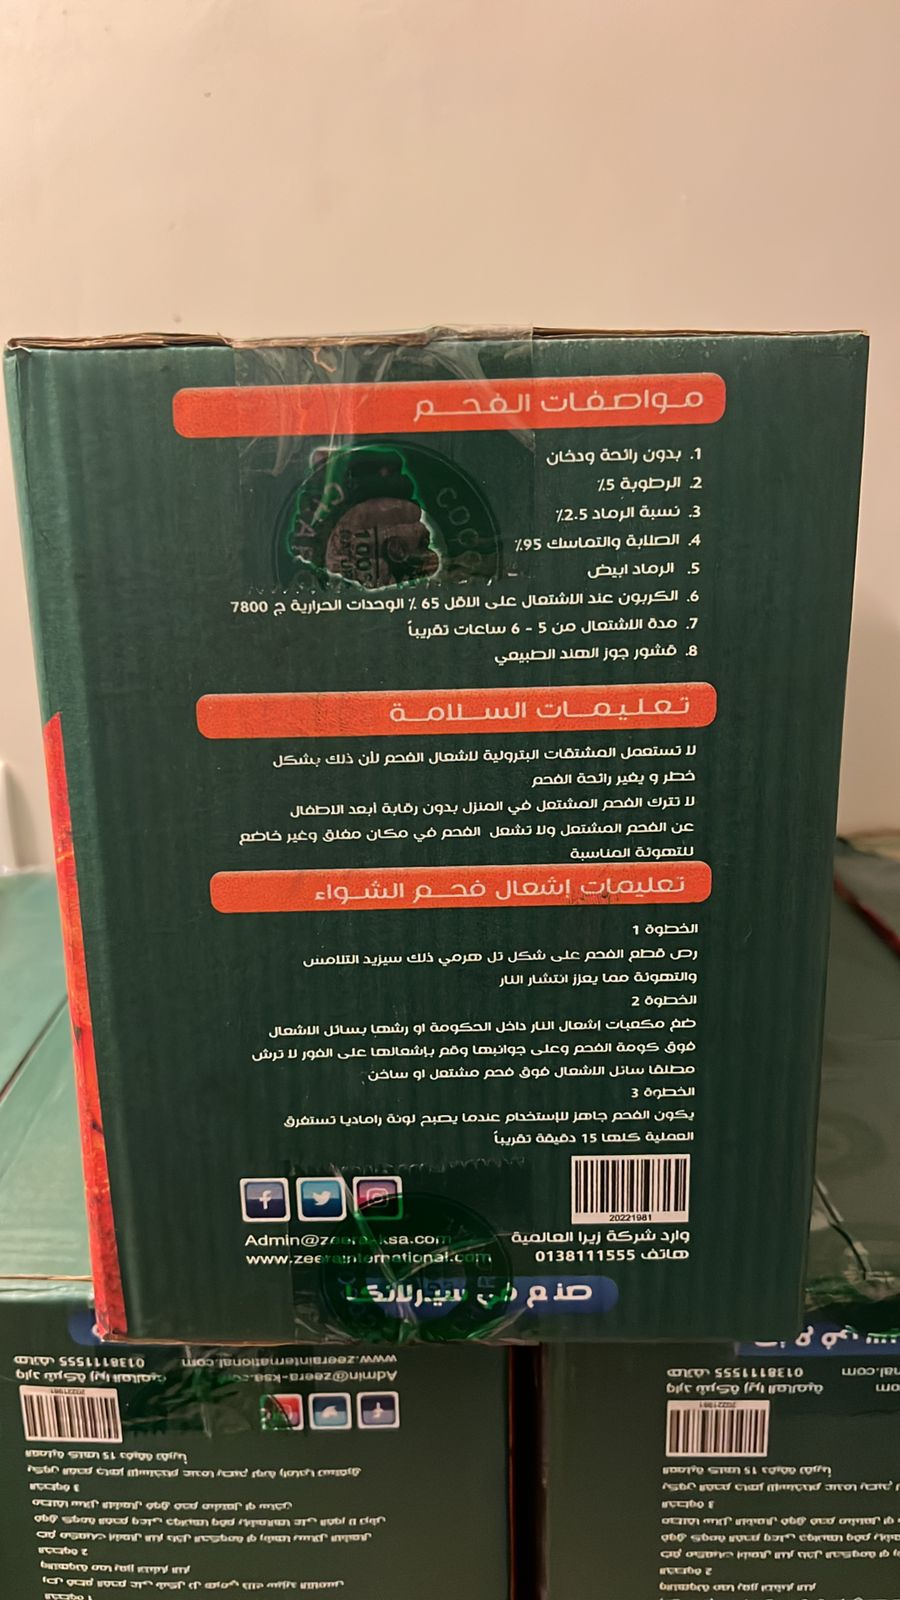 مواصفات الفحم
1. بدون رائحة ودخان
2. الرطوبة 5٪
3. نسبة الرماد 2.5٪
4. الصلابة والتماسك 95٪
5. الرماد ابيض
6. الكربون عند الاشتعال على الاقل 65 ٪ الوحدات الحرارية ج 7800
7. مدة الاشتعال من 5 - 6 ساعات تقريباً
8. قشور جوز الهند الطبيعي
تعليمات السلامة
لا تستعمل المشتقات البترولية لاشعال الفحم لأن ذلك بشكل
خطر و يغير رائحة الفحم
لا تترك الفحم المشتعل في المنزل بدون رقابة أبعد الاطفال
عن الفحم المشتعل ولا تشعل الفحم في مكان مغلق وغير خاضع
للتهوئة المناسبة
تعليمات إشعال فحم الشواء
الخطوة 1
رص قطع الفحم على شكل تل هرمي ذلك سيزيد التلامس
والتهوئة مما يعزز انتشار النار
الخطوة 2
ضع مكعبات إشعال النار داخل الحكومة او رشها بسائل الاشعال
فوق كومة الفحم وعلى جوانبها وقم بإشعالها على الفور لا ترش
مطلقا سائل الاشعال فوق فحم مشتعل او ساخن
الخطوة 3
يكون الفحم جاهز للإستخدام عندما يصبح لونة راماديا تستغرق
العملية كلها 15 دقيقة تقريباً
20221981
وارد شركة زيرا العالمية
هاتف 0138111555
Admin@zeera-ksa.com
www.zeerainternational.com
صنع في سيرلانكا